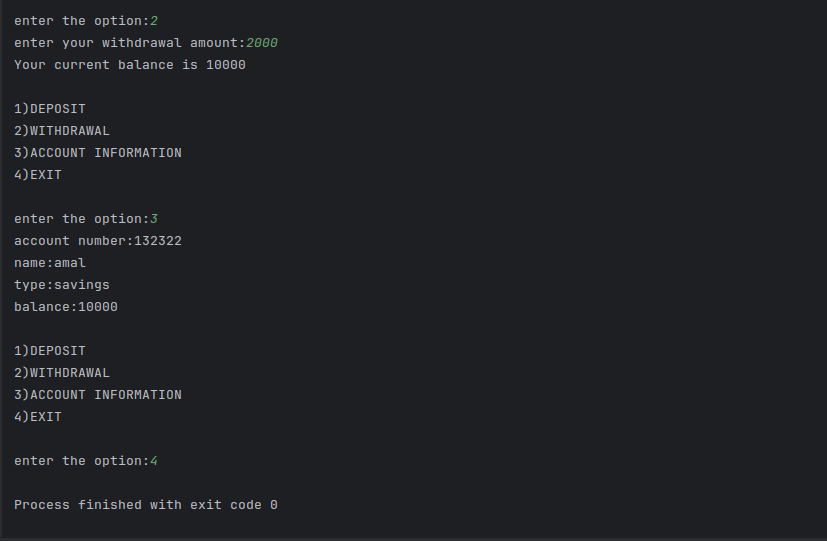 enter the option:2
enter your withdrawal amount:2000
Your current balance is 10000
1)DEPOSIT
2)WITHDRAWAL
3)ACCOUNT INFORMATION
4)EXIT
enter the option:3
account number:132322
name:amal
type:savings
balance:10000
1)DEPOSIT
2)WITHDRAWAL
3)ACCOUNT INFORMATION
4)EXIT
enter the option:4
Process finished with exit code 0